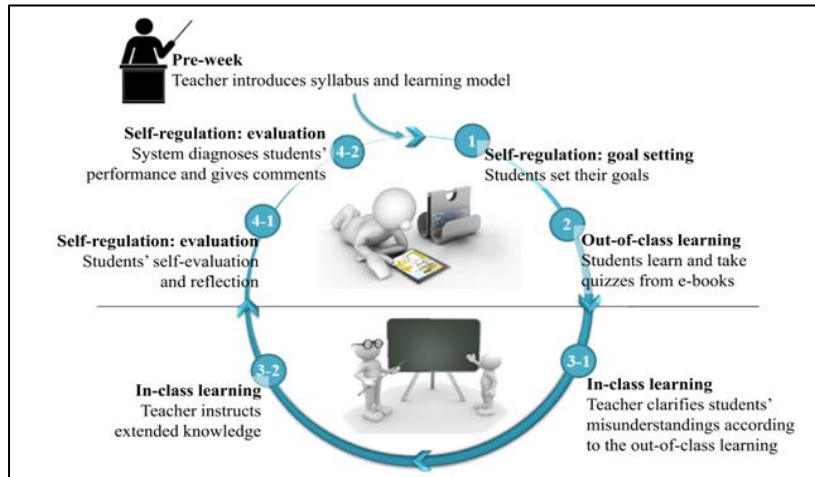 Pre-week
Teacher introduces syllabus and learning model
1
Self-regulation: goal setting
Students set their goals
2
Out-of-class learning
Students learn and take
quizzes from e-books
3-1
In-class learning
Teacher clarifies students'
misunderstandings according
to the out-of-class learning
3-2
In-class learning
Teacher instructs
extended knowledge
4-1
Self-regulation: evaluation
Students' self-evaluation
and reflection
4-2
Self-regulation: evaluation
System diagnoses students'
performance and gives comments